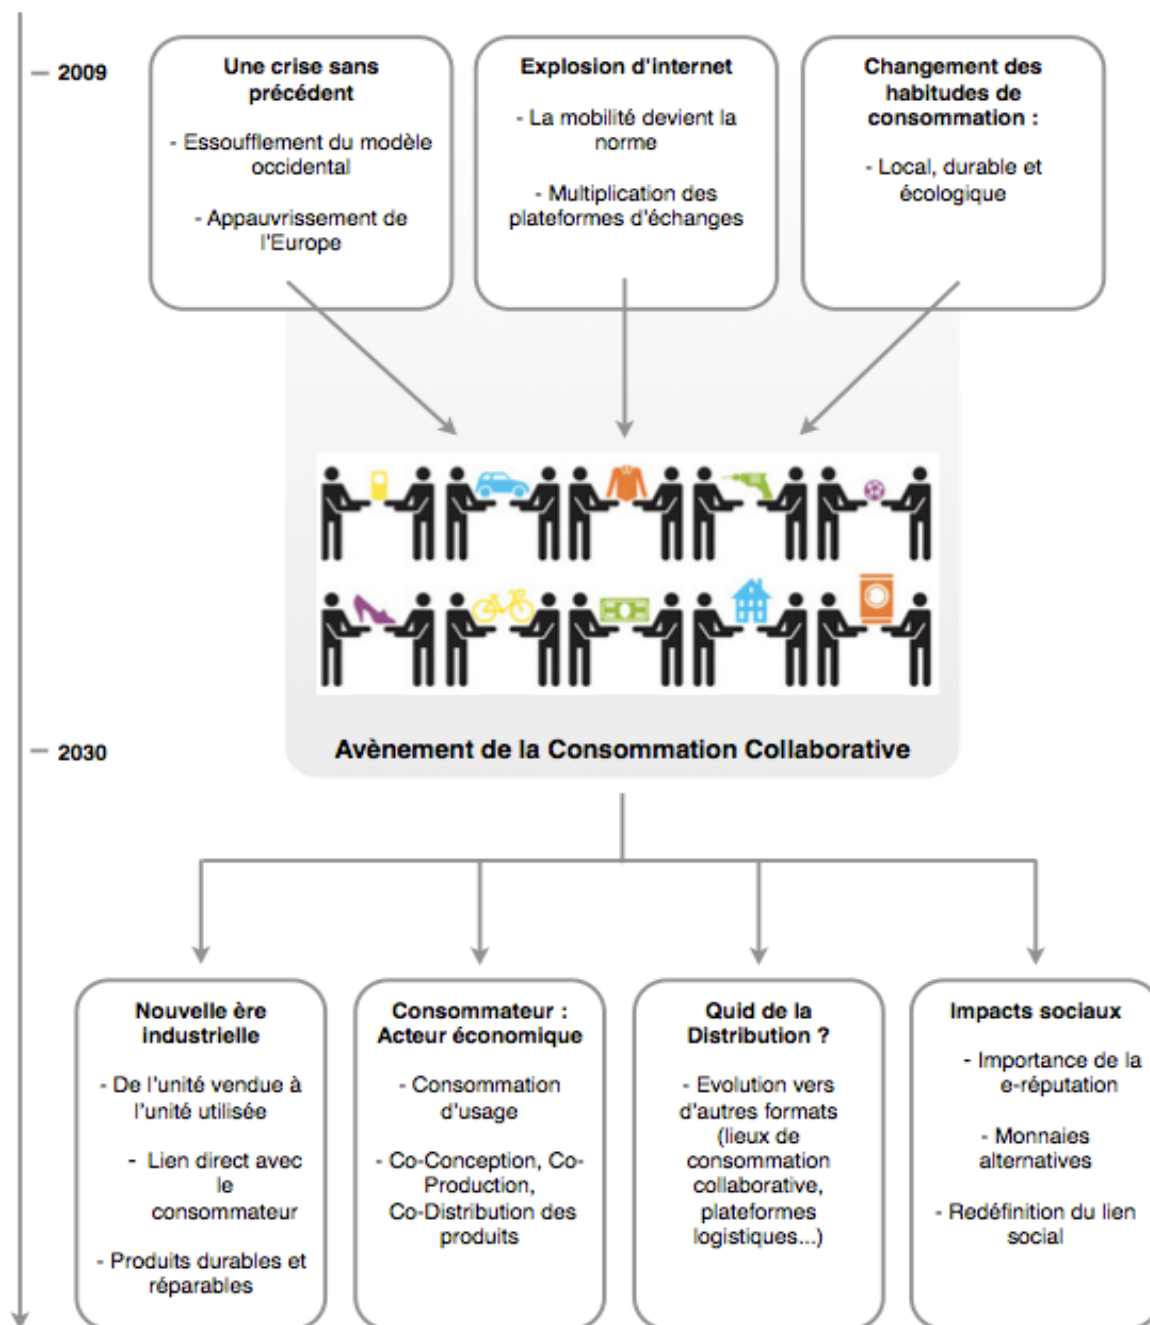 2009
Une crise sans
précédent
- Essoufflement du modèle
occidental
- Appauvrissement de
l'Europe
Explosion d'internet
- La mobilité devient la
norme
- Multiplication des
plateformes d'échanges
Changement des
habitudes de
consommation :
- Local, durable et
écologique
2030
Avènement de la Consommation Collaborative
Nouvelle ère
industrielle
- De l'unité vendue à
l'unité utilisée
- Lien direct avec
le
consommateur
- Produits durables et
réparables
Consommateur :
Acteur économique
- Consommation
d'usage
- Co-Conception, Co-
Production,
Co-Distribution des
produits
Quid de la
Distribution ?
- Evolution vers
d'autres formats
(lieux de
consommation
collaborative,
plateformes
logistiques...)
Impacts sociaux
- Importance de la
e-réputation
- Monnaies
alternatives
- Redéfinition du lien
social